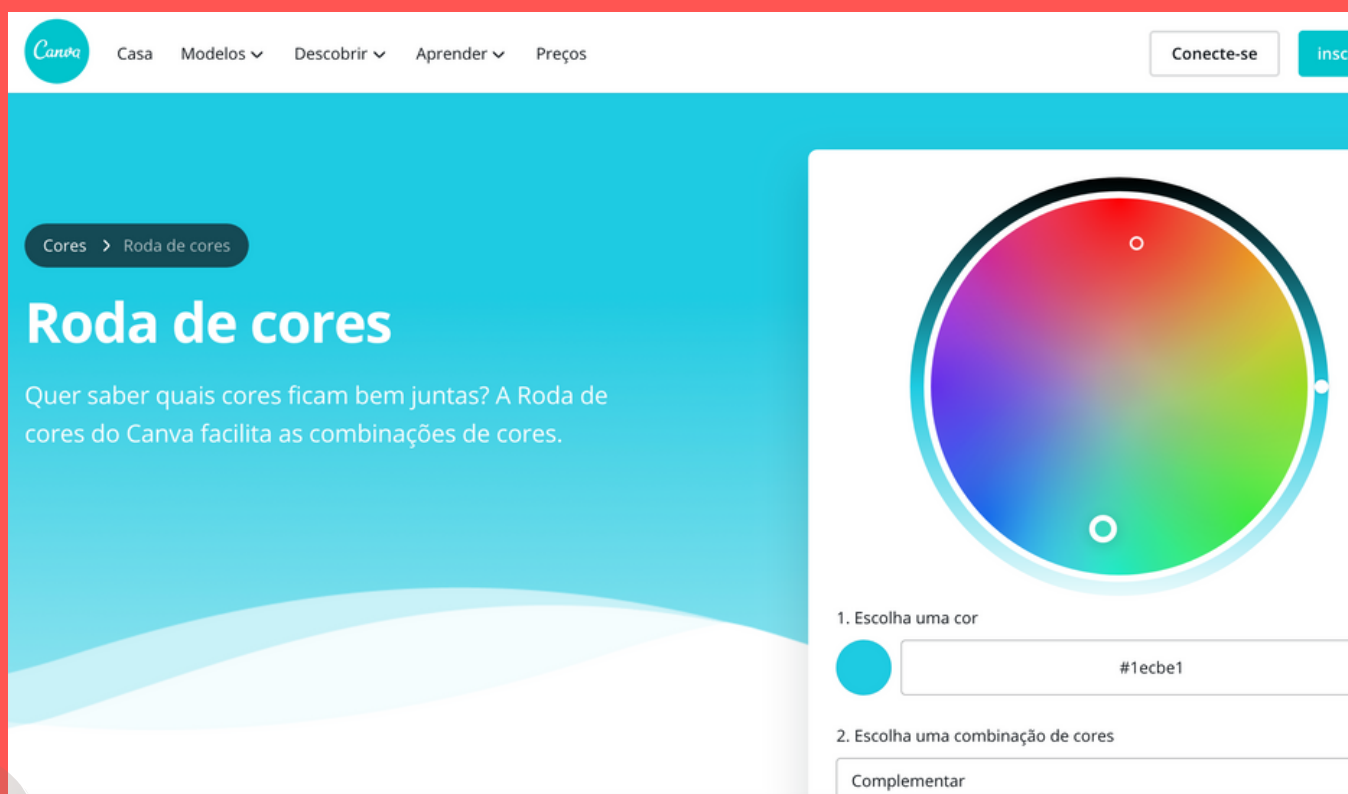 Canva
Casa
Modelos
Descobrir
Aprender
Preços
Conecte-se
insc
Cores > Roda de cores
Roda de cores
Quer saber quais cores ficam bem juntas? A Roda de
cores do Canva facilita as combinações de cores.
1. Escolha uma cor
#1ecbe1
2. Escolha uma combinação de cores
Complementar